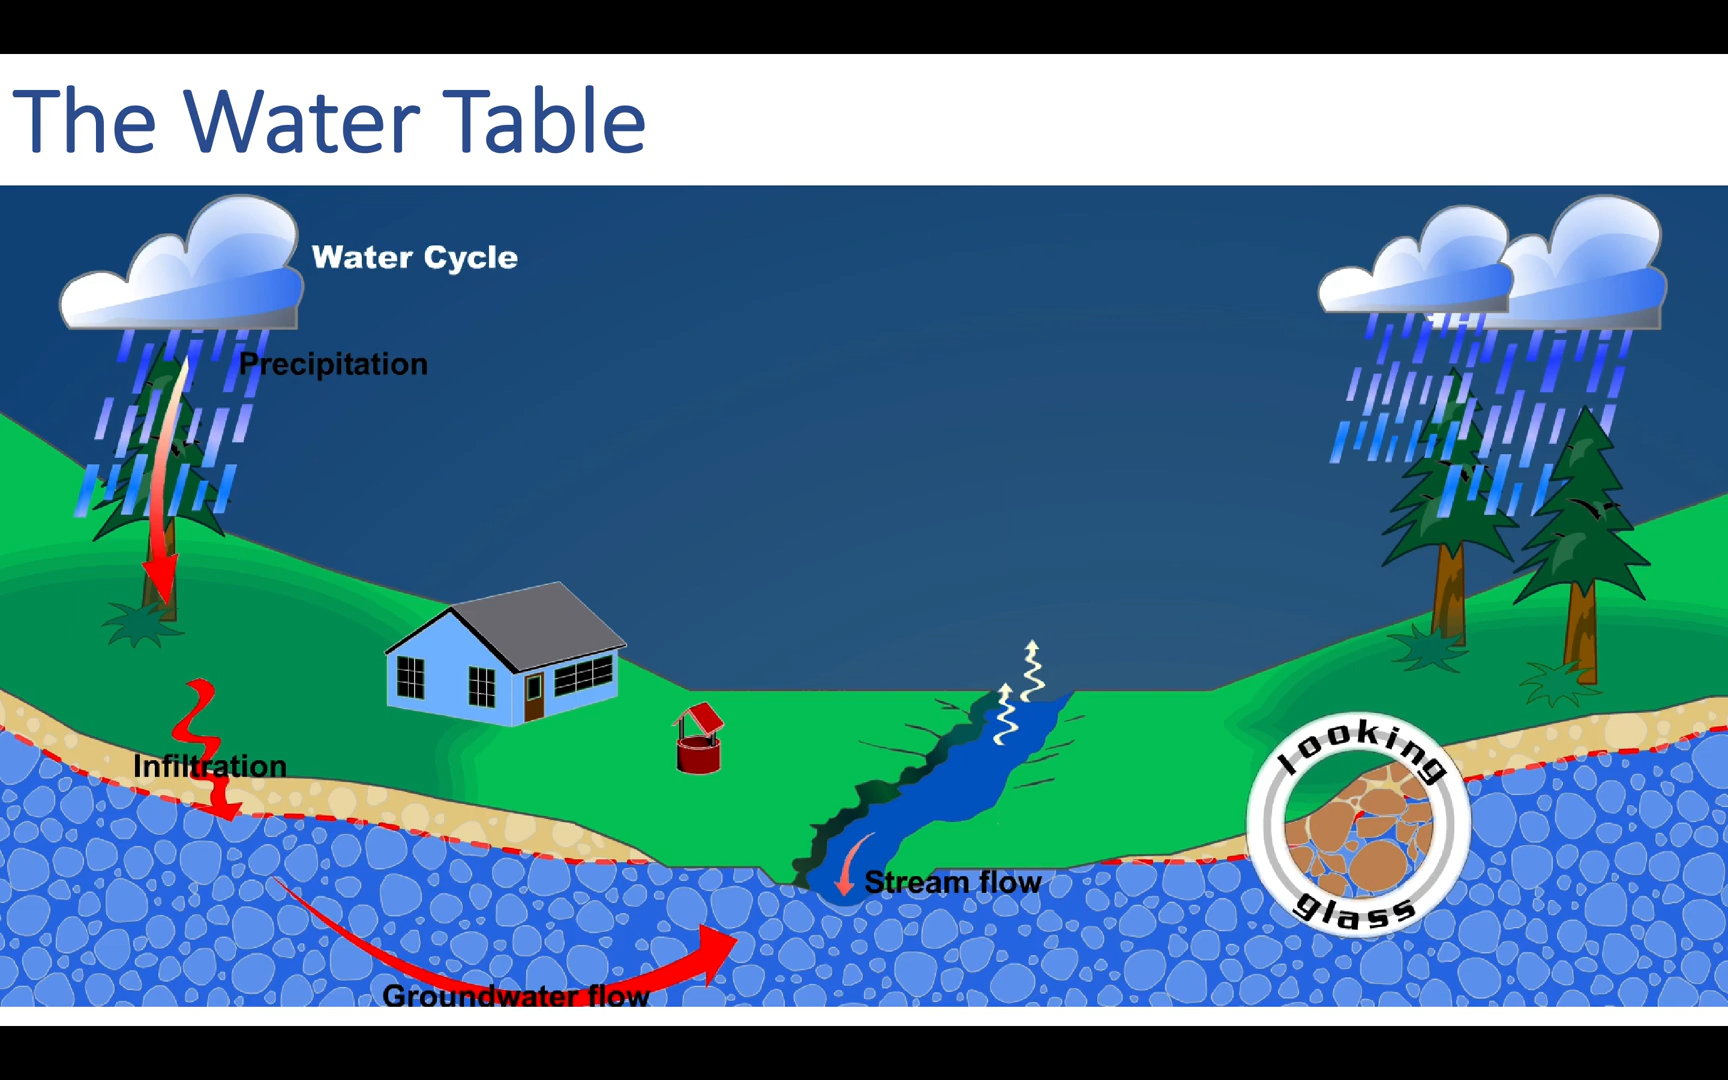 The Water Table
Water Cycle
Precipitation
Infiltration
looking
glass
Stream flow
Groundwater flow